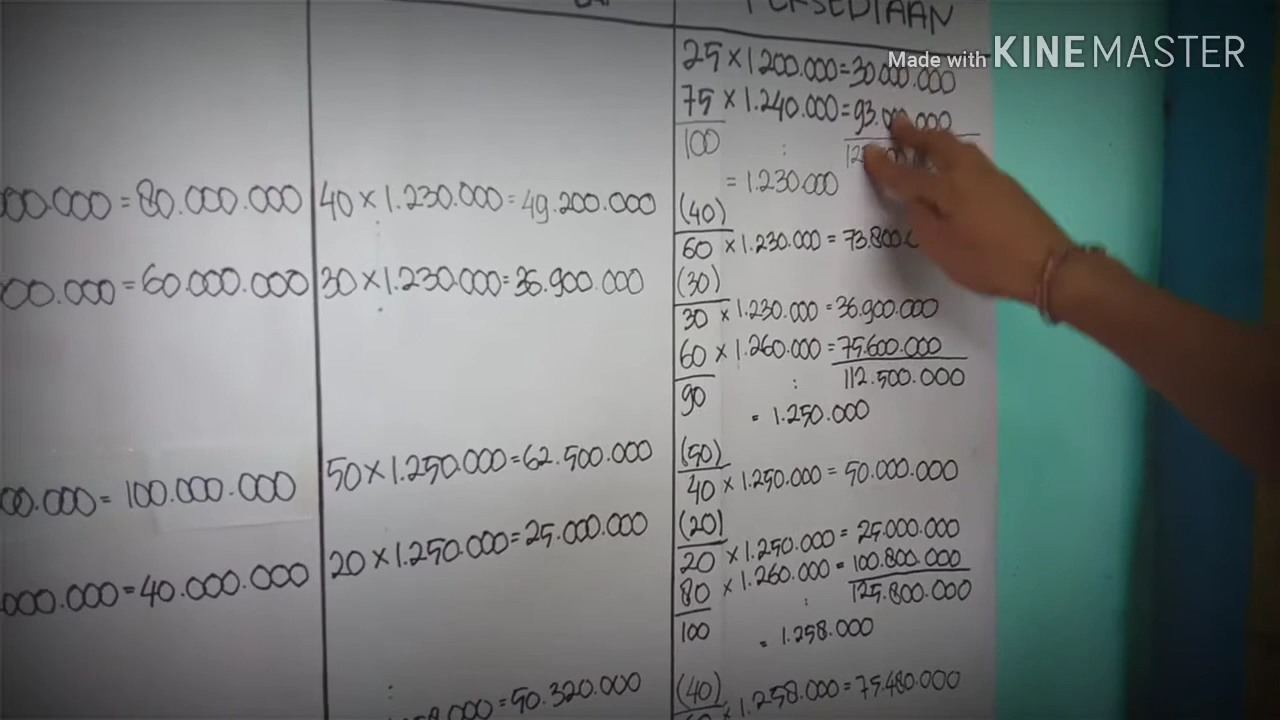 PERSEDIAAN
Made with KINEMASTER
25 × 1200.000 = 30.000.000
75 × 1.240.000 = 93.000.000
100 :
= 1.230.000
(40)
60 × 1.230.000 = 73.800
(30)
30 × 1.230.000 = 36.900.000
60 × 1.260.000 = 75.600.000
90 : 112.500.000
= 1.250.000
(50)
40 × 1.250.000 = 50.000.000
(20)
20 × 1.250.000 = 25.000.000
80 × 1.260.000 = 100.800.000
100 : 125.800.000
= 1.258.000
(40)
× 1.258.000 = 75.480.000
40 × 1.230.000 = 49.200.000
30 × 1.230.000 = 36.900.000
50 × 1.250.000 = 62.500.000
20 × 1.250.000 = 25.000.000
8.000 = 50.320.000
00.000 = 80.000.000
00.000 = 60.000.000
00.000 = 100.000.000
000.000 = 40.000.000